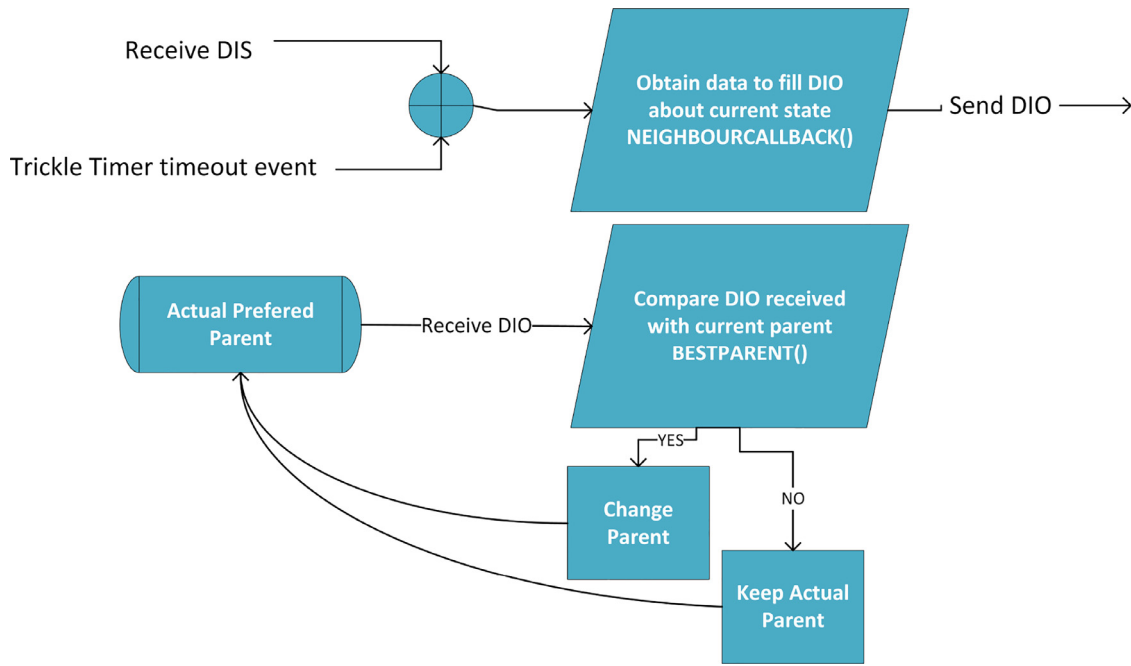 Receive DIS
Trickle Timer timeout event
Obtain data to fill DIO
about current state
NEIGHBOURCALLBACK()
Send DIO
Actual Prefered
Parent
Receive DIO
Compare DIO received
with current parent
BESTPARENT()
YES
NO
Change
Parent
Keep Actual
Parent